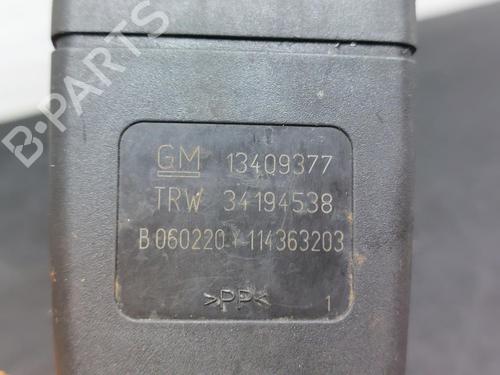 B-PARTS
GM 13409377
TRW 34194538
B 060220 114363203
>PP< 1